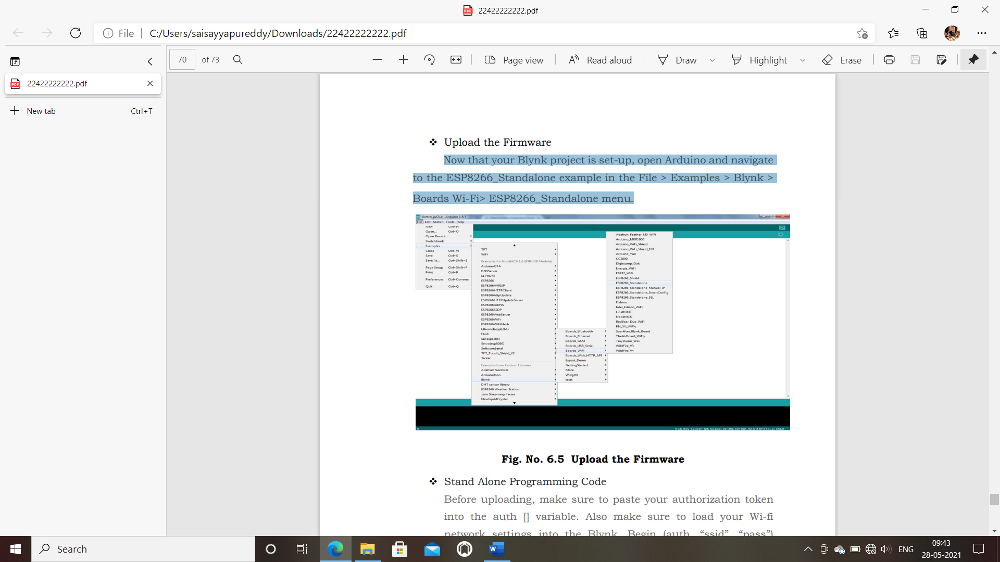 22422222222.pdf
File
C:/Users/saisayyapureddy/Downloads/22422222222.pdf
70 of 73
Page view
Read aloud
Draw
Highlight
Erase
22422222222.pdf
New tab Ctrl+T
Upload the Firmware
Now that your Blynk project is set-up, open Arduino and navigate
to the ESP8266_Standalone example in the File > Examples > Blynk >
Boards Wi-Fi> ESP8266_Standalone menu.
sketch_jul21a | Arduino 1.8.3
File Edit Sketch Tools Help
New Ctrl+N
Open... Ctrl+O
Open Recent
Sketchbook
Examples
Close Ctrl+W
Save Ctrl+S
Save As... Ctrl+Shift+S
Page Setup Ctrl+Shift+P
Print Ctrl+P
Preferences Ctrl+Comma
Quit Ctrl+Q
TFT
WiFi
Examples for NodeMCU 1.0 (ESP-12E Module)
ArduinoOTA
DNSServer
EEPROM
ESP8266
ESP8266AVRISP
ESP8266HTTPClient
ESP8266httpUpdate
ESP8266HTTPUpdateServer
ESP8266mDNS
ESP8266SSDP
ESP8266WebServer
ESP8266WiFi
ESP8266WiFiMesh
Ethernet(esp8266)
Hash
SD(esp8266)
Servo(esp8266)
SoftwareSerial
TFT_Touch_Shield_V2
Ticker
Examples from Custom Libraries
Adafruit NeoPixel
ArduinoJson
Blynk
DHT sensor library
ESP8266 Weather Station
Json Streaming Parser
NewliquidCrystal
Boards_Bluetooth
Boards_Ethernet
Boards_GSM
Boards_USB_Serial
Boards_WiFi
Boards_With_HTTP_API
Export_Demo
GettingStarted
More
Widgets
tests
Adafruit_Feather_M0_WiFi
Arduino_MKR1000
Arduino_WiFi_Shield
Arduino_WiFi_Shield_101
Arduino_Yun
CC3000
Digistump_Oak
Energia_WiFi
ESP32_WiFi
ESP8266_Shield
ESP8266_Standalone
ESP8266_Standalone_Manual_IP
ESP8266_Standalone_SmartConfig
ESP8266_Standalone_SSL
Fishino
Intel_Edison_WiFi
LinkItONE
NodeMCU
RedBear_Duo_WiFi
RN_XV_WiFly
Sparkfun_Blynk_Board
TheAirBoard_WiFly
TinyDuino_WiFi
WildFire_V3
WildFire_V4
NodeMCU 1.0 (ESP-12E Module), 80 MHz, 921600, 4M (3M SPIFFS) on COM5
Fig. No. 6.5 Upload the Firmware
Stand Alone Programming Code
Before uploading, make sure to paste your authorization token
into the auth [] variable. Also make sure to load your Wi-fi
network settings into the Blynk. Begin (auth, “ssid”, “pass”)
Search
ENG
09:43
28-05-2021